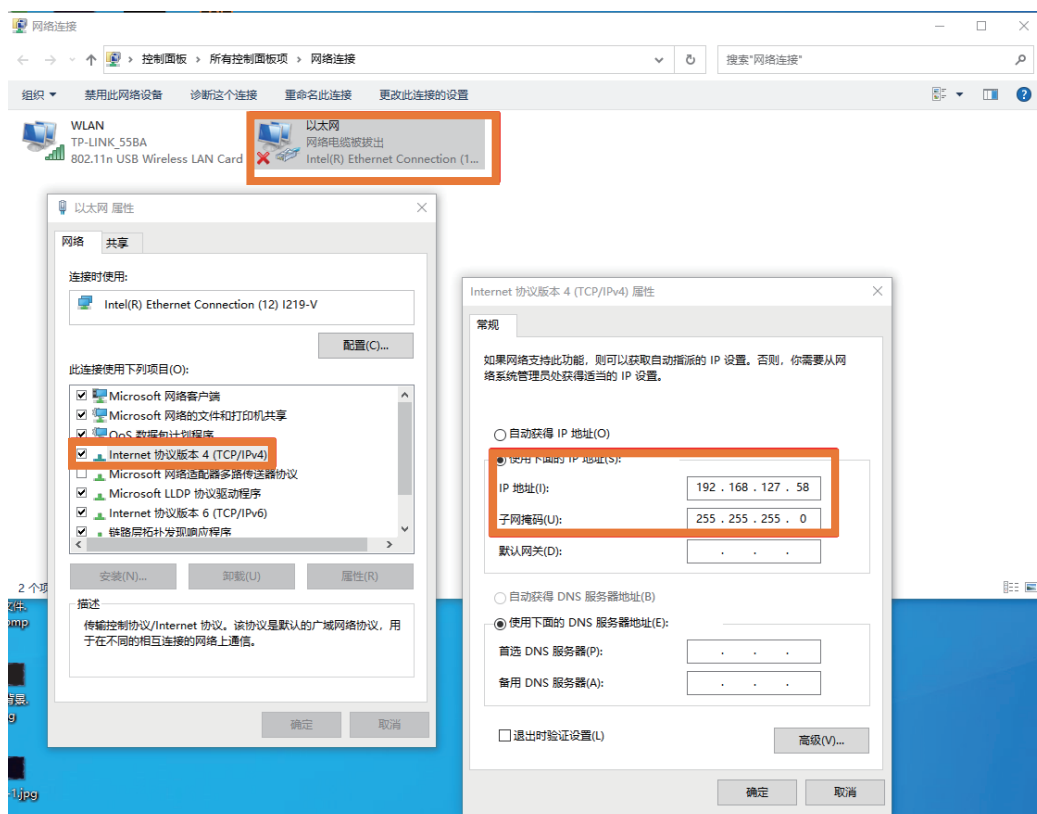 网络连接
控制面板 › 所有控制面板项 › 网络连接
搜索"网络连接"
组织 禁用此网络设备 诊断这个连接 重命名此连接 更改此连接的设置
WLAN
TP-LINK_55BA
802.11n USB Wireless LAN Card
以太网
网络电缆被拔出
Intel(R) Ethernet Connection (1...
以太网 属性
网络 共享
连接时使用:
Intel(R) Ethernet Connection (12) I219-V
配置(C)...
此连接使用下列项目(O):
Microsoft 网络客户端
Microsoft 网络的文件和打印机共享
QoS 数据包计划程序
Internet 协议版本 4 (TCP/IPv4)
Microsoft 网络适配器多路传送器协议
Microsoft LLDP 协议驱动程序
Internet 协议版本 6 (TCP/IPv6)
链路层拓扑发现响应程序
安装(N)... 卸载(U) 属性(R)
描述
传输控制协议/Internet 协议。该协议是默认的广域网络协议，用
于在不同的相互连接的网络上通信。
确定 取消
Internet 协议版本 4 (TCP/IPv4) 属性
常规
如果网络支持此功能，则可以获取自动指派的 IP 设置。否则，你需要从网
络系统管理员处获得适当的 IP 设置。
自动获得 IP 地址(O)
使用下面的 IP 地址(S):
IP 地址(I): 192 . 168 . 127 . 58
子网掩码(U): 255 . 255 . 255 . 0
默认网关(D): . . .
自动获得 DNS 服务器地址(B)
使用下面的 DNS 服务器地址(E):
首选 DNS 服务器(P): . . .
备用 DNS 服务器(A): . . .
退出时验证设置(L)
高级(V)...
确定 取消
2 个项
-1.jpg